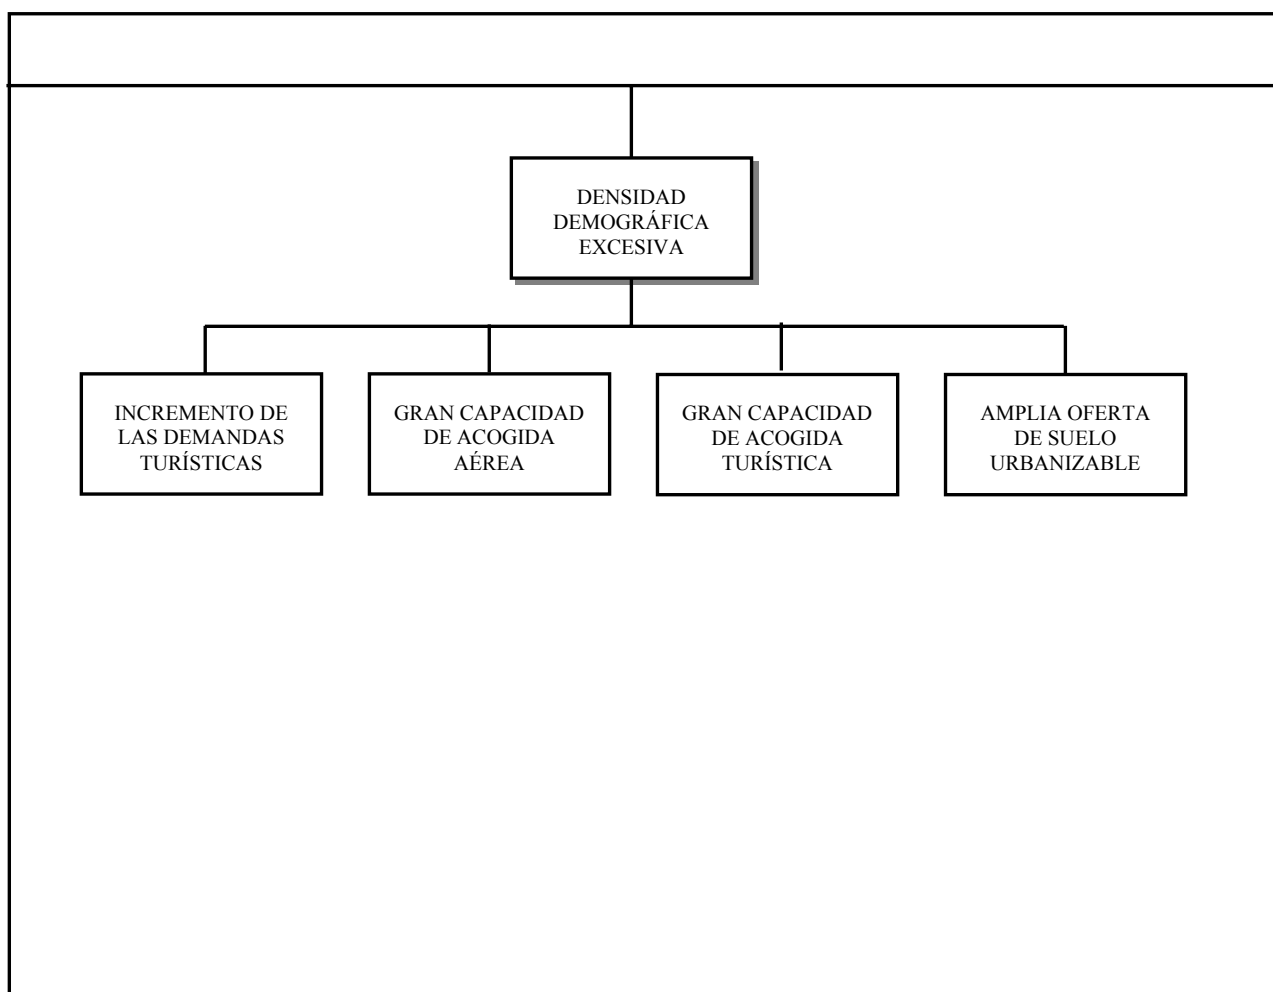 DENSIDAD
DEMOGRÁFICA
EXCESIVA
INCREMENTO DE
LAS DEMANDAS
TURÍSTICAS
GRAN CAPACIDAD
DE ACOGIDA
AÉREA
GRAN CAPACIDAD
DE ACOGIDA
TURÍSTICA
AMPLIA OFERTA
DE SUELO
URBANIZABLE